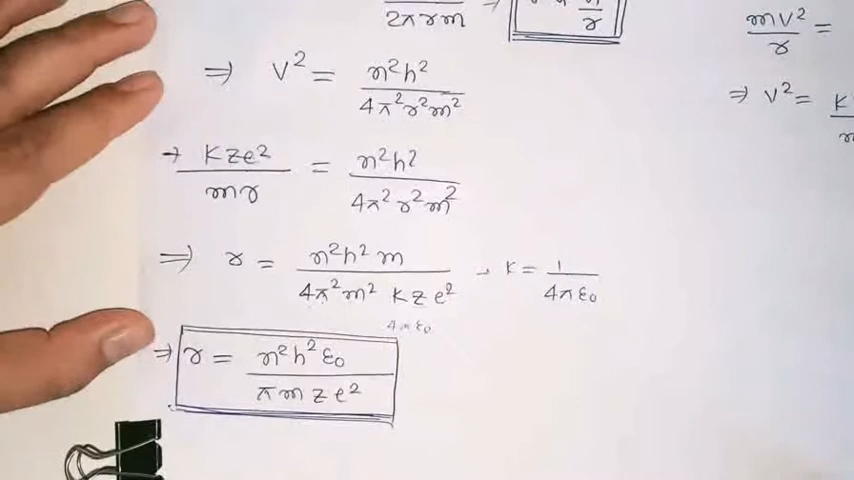 2πrm ⇒
r
⇒ V² = n²h² / 4π²r²m²
→ KZe² / mr = n²h² / 4π²r²m²
⇒ r = n²h²m / 4π²m² KZe² . K = 1 / 4πε₀
4πε₀
⇒ r = n²h²ε₀ / πmze²
mv² / r =
⇒ V² = K / m